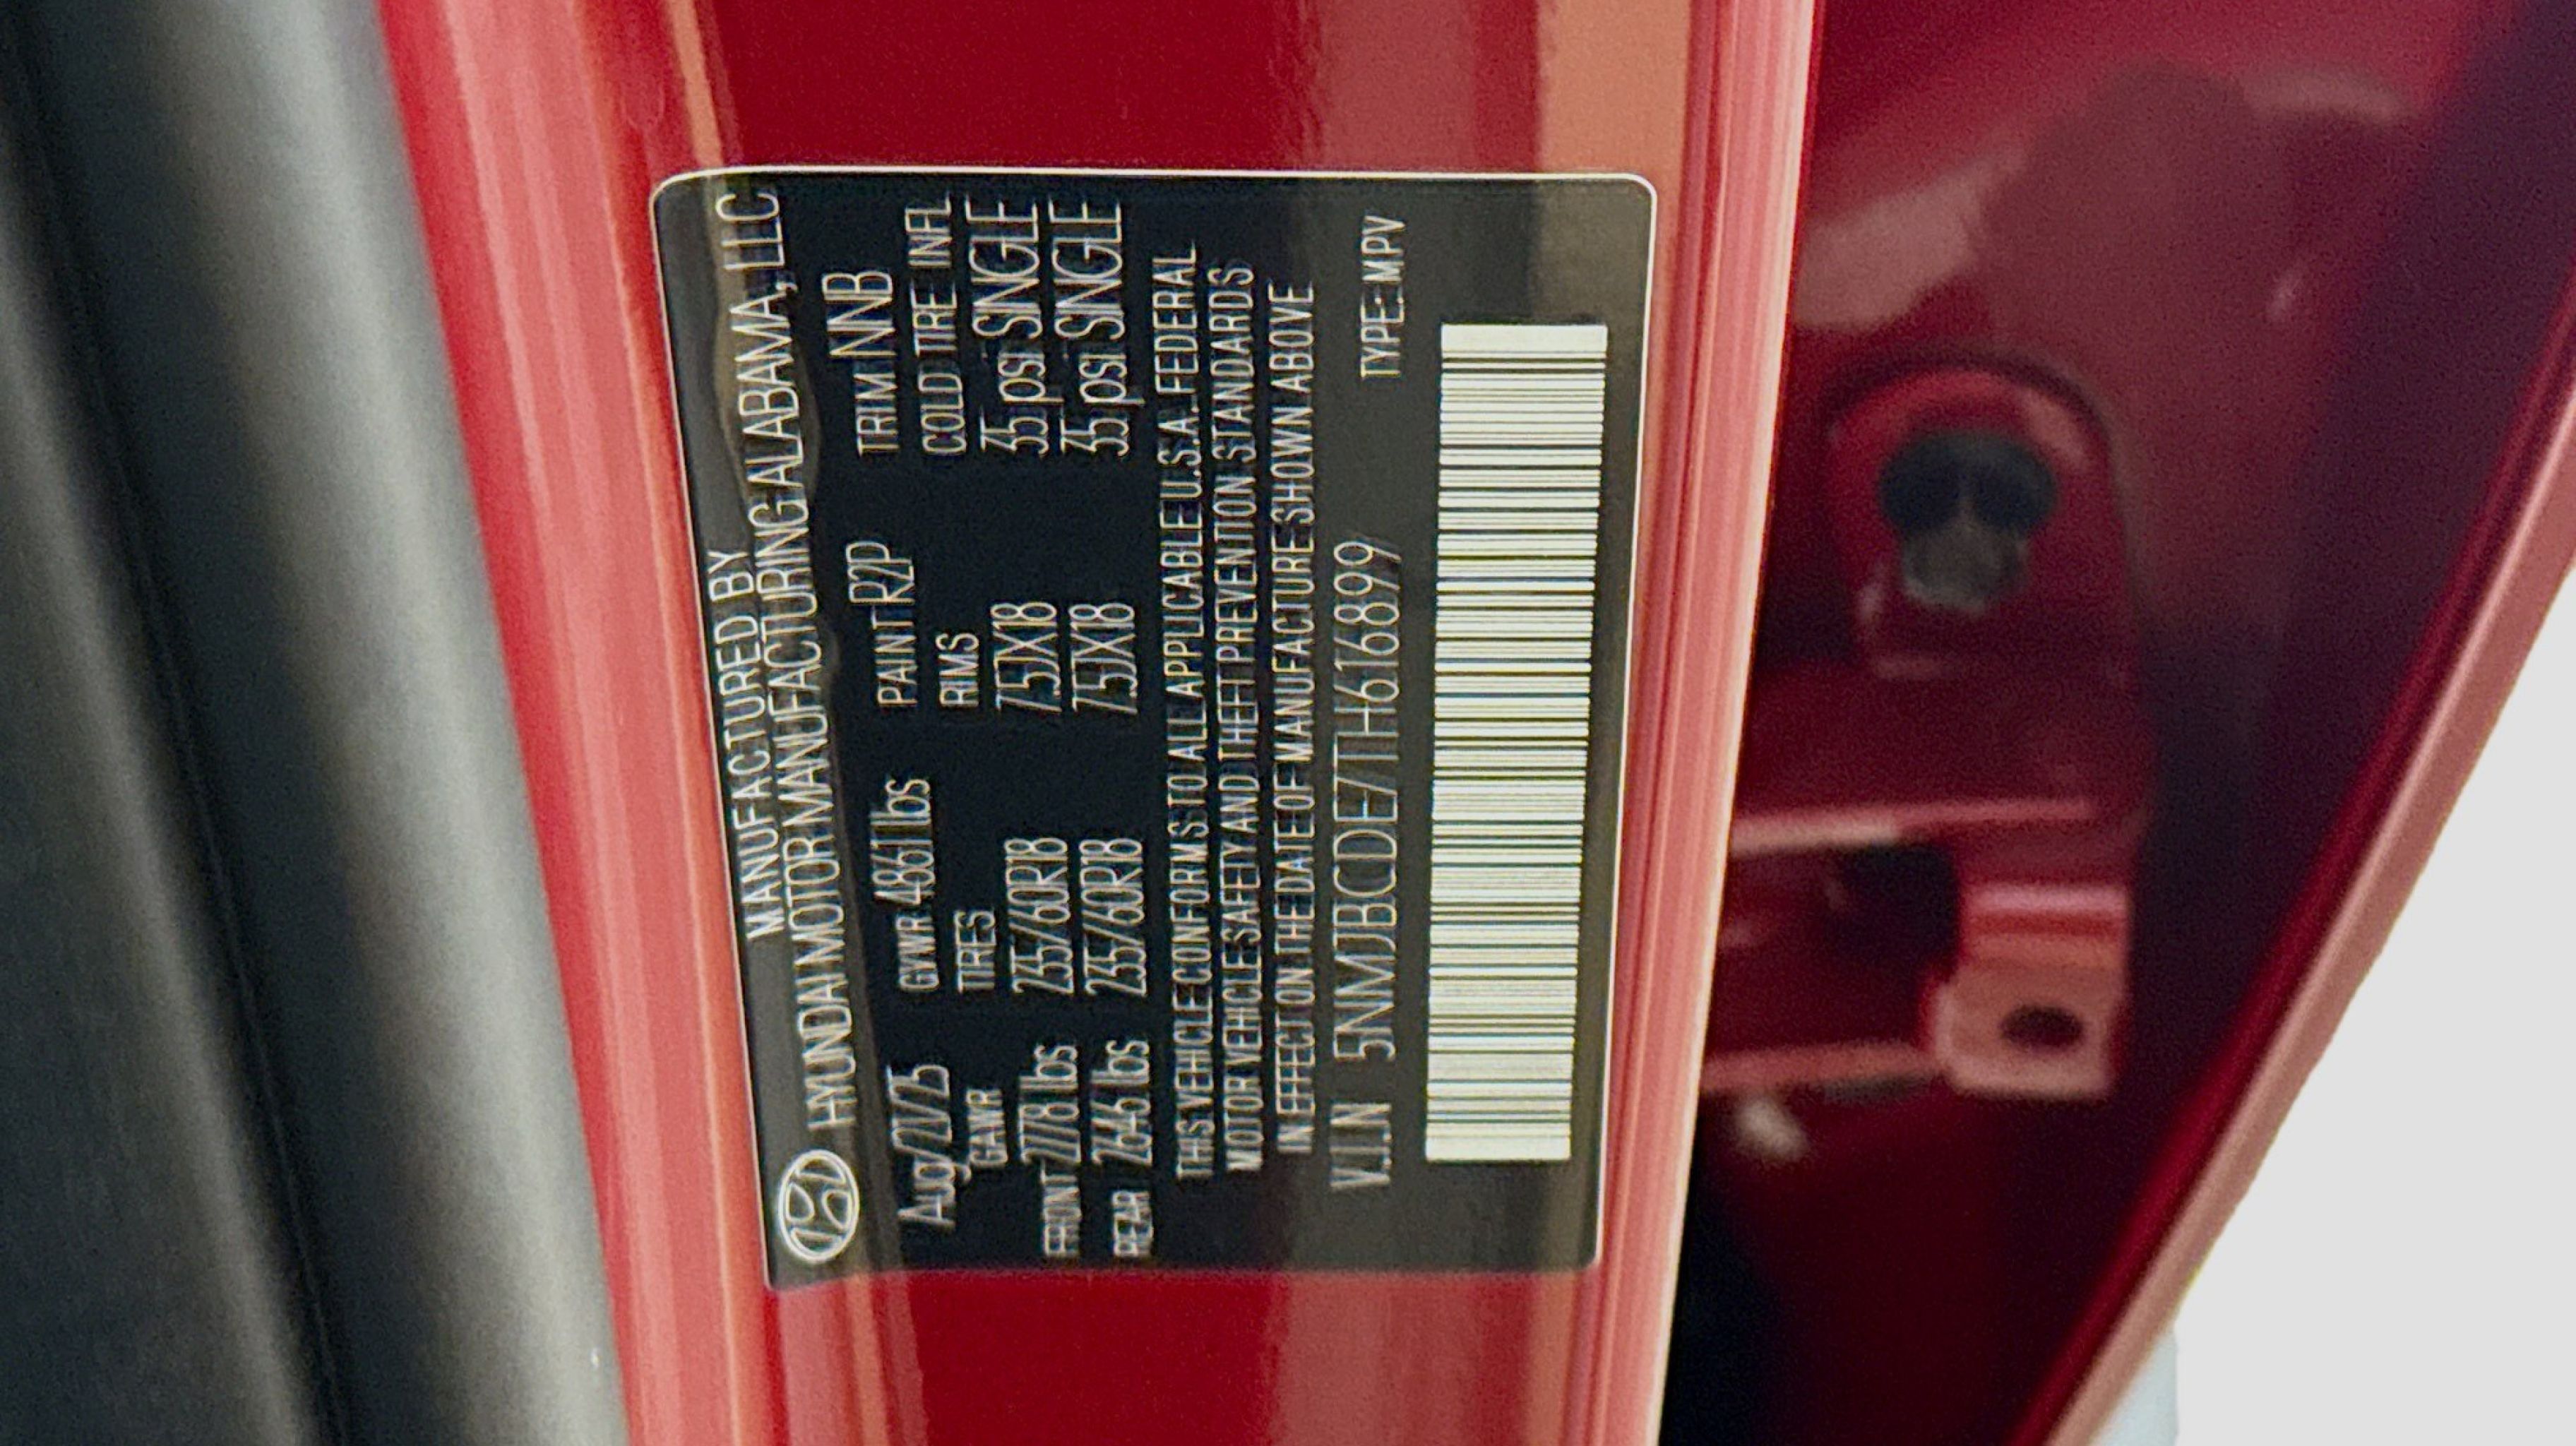 MANUFACTURED BY
HYUNDAI MOTOR MANUFACTURING ALABAMA, LLC
Aug/21/25 GVWR 4861 lbs PAINT R2P TRIM NNB
GAWR TIRES RIMS COLD TIRE INFL
FRONT 2778 lbs 235/60R18 7.5JX18 35 psi SINGLE
REAR 2646 lbs 235/60R18 7.5JX18 35 psi SINGLE
THIS VEHICLE CONFORMS TO ALL APPLICABLE U.S.A. FEDERAL
MOTOR VEHICLE SAFETY AND THEFT PREVENTION STANDARDS
IN EFFECT ON THE DATE OF MANUFACTURE SHOWN ABOVE
V.I.N 5NMJBCDE7TH616899 TYPE: MPV